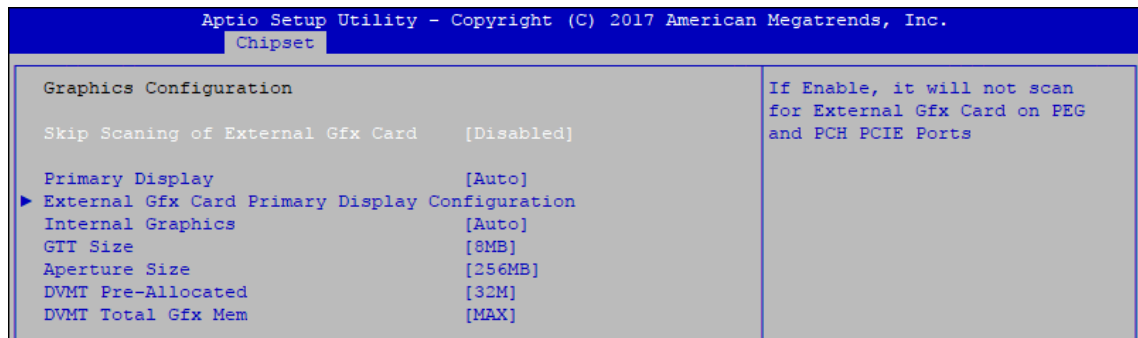 Aptio Setup Utility - Copyright (C) 2017 American Megatrends, Inc.
Chipset
Graphics Configuration
Skip Scaning of External Gfx Card [Disabled]
Primary Display [Auto]
External Gfx Card Primary Display Configuration
Internal Graphics [Auto]
GTT Size [8MB]
Aperture Size [256MB]
DVMT Pre-Allocated [32M]
DVMT Total Gfx Mem [MAX]
If Enable, it will not scan
for External Gfx Card on PEG
and PCH PCIE Ports